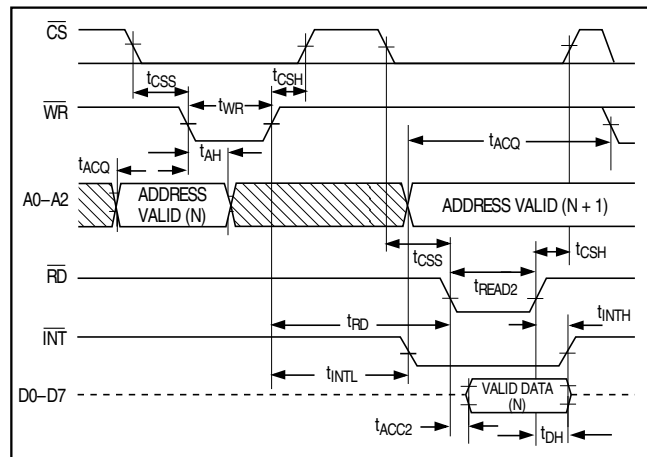 CS
tCSS tWR tCSH
WR
tACQ tAH tACQ
A0–A2 ADDRESS VALID (N) ADDRESS VALID (N + 1)
tCSS tCSH
RD
tREAD2
tRD tINTH
INT
tINTL
D0–D7 VALID DATA (N)
tACC2 tDH